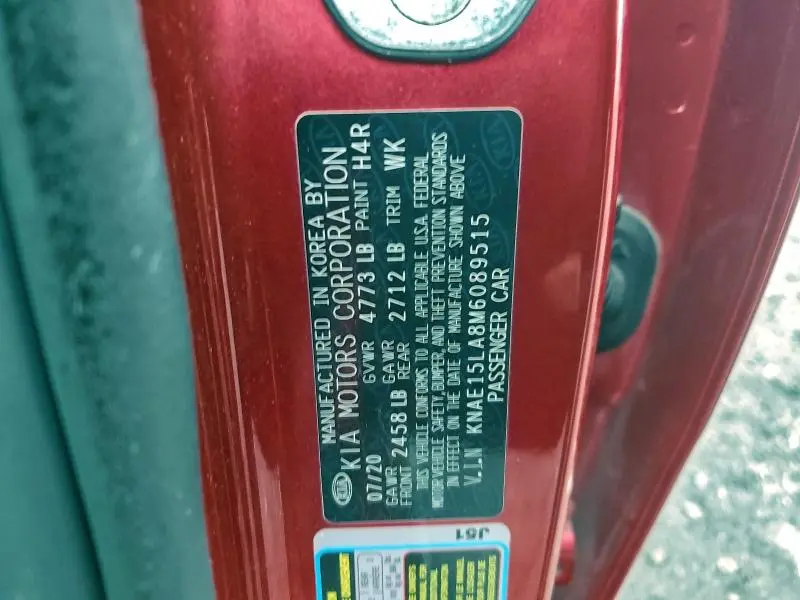 MANUFACTURED IN KOREA BY
KIA KIA MOTORS CORPORATION
07/20 GVWR 4773 LB PAINT H4R
GAWR FRONT 2458 LB GAWR REAR 2712 LB TRIM WK
THIS VEHICLE CONFORMS TO ALL APPLICABLE U.S.A. FEDERAL
MOTOR VEHICLE SAFETY, BUMPER, AND THEFT PREVENTION STANDARDS
IN EFFECT ON THE DATE OF MANUFACTURE SHOWN ABOVE
V.I.N KNAE15LA8M6089515
PASSENGER CAR
J51